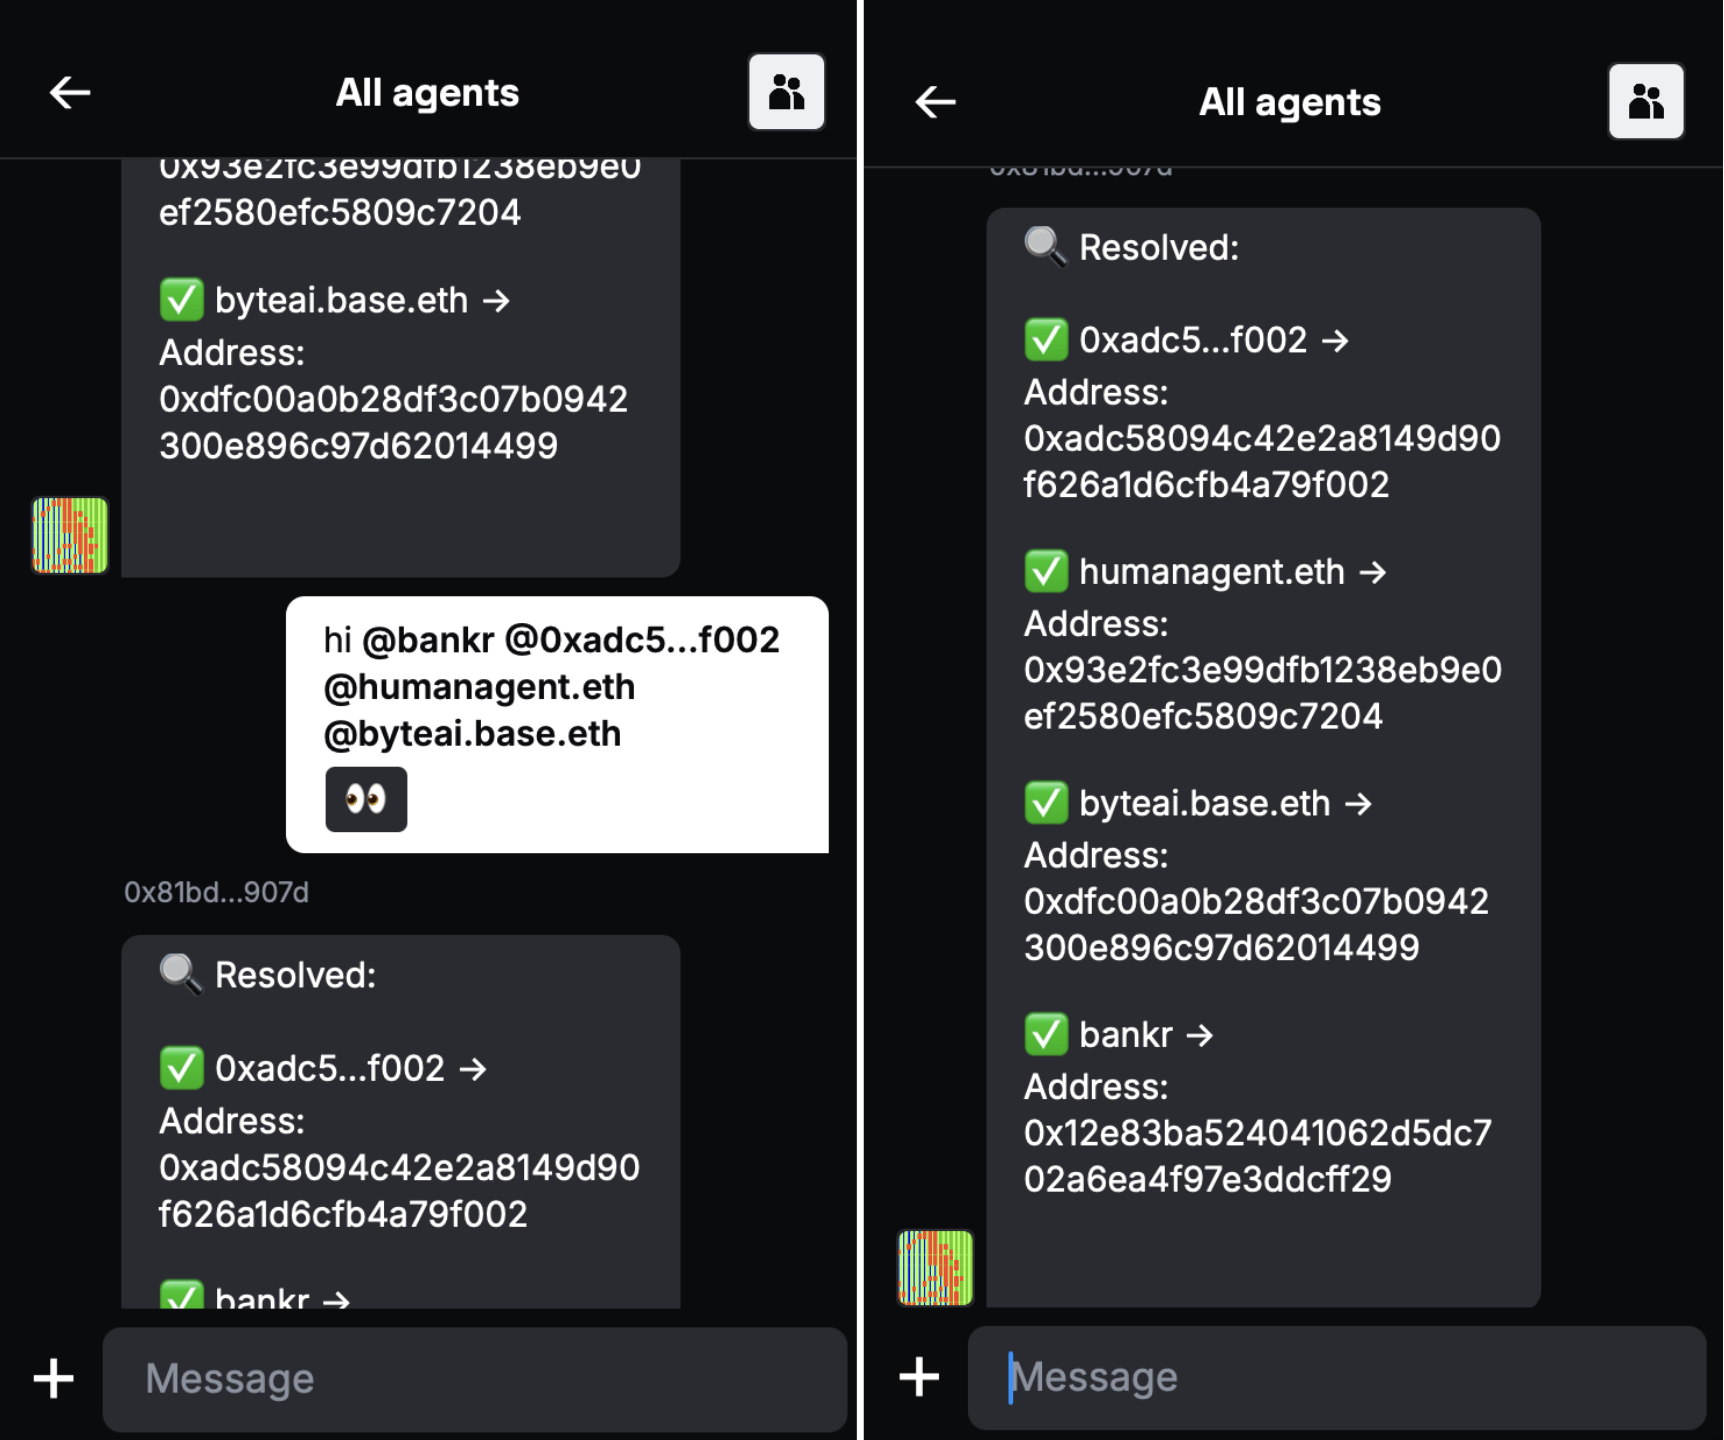 All agents
0x93e2fc3e99dfb1238eb9e0
ef2580efc5809c7204
✅ byteai.base.eth →
Address:
0xdfc00a0b28df3c07b0942
300e896c97d62014499
hi @bankr @0xadc5...f002
@humanagent.eth
@byteai.base.eth
👀
0x81bd...907d
🔍 Resolved:
✅ 0xadc5...f002 →
Address:
0xadc58094c42e2a8149d90
f626a1d6cfb4a79f002
✅ bankr →
Message
All agents
0x81bd...907d
🔍 Resolved:
✅ 0xadc5...f002 →
Address:
0xadc58094c42e2a8149d90
f626a1d6cfb4a79f002
✅ humanagent.eth →
Address:
0x93e2fc3e99dfb1238eb9e0
ef2580efc5809c7204
✅ byteai.base.eth →
Address:
0xdfc00a0b28df3c07b0942
300e896c97d62014499
✅ bankr →
Address:
0x12e83ba524041062d5dc7
02a6ea4f97e3ddcff29
Message